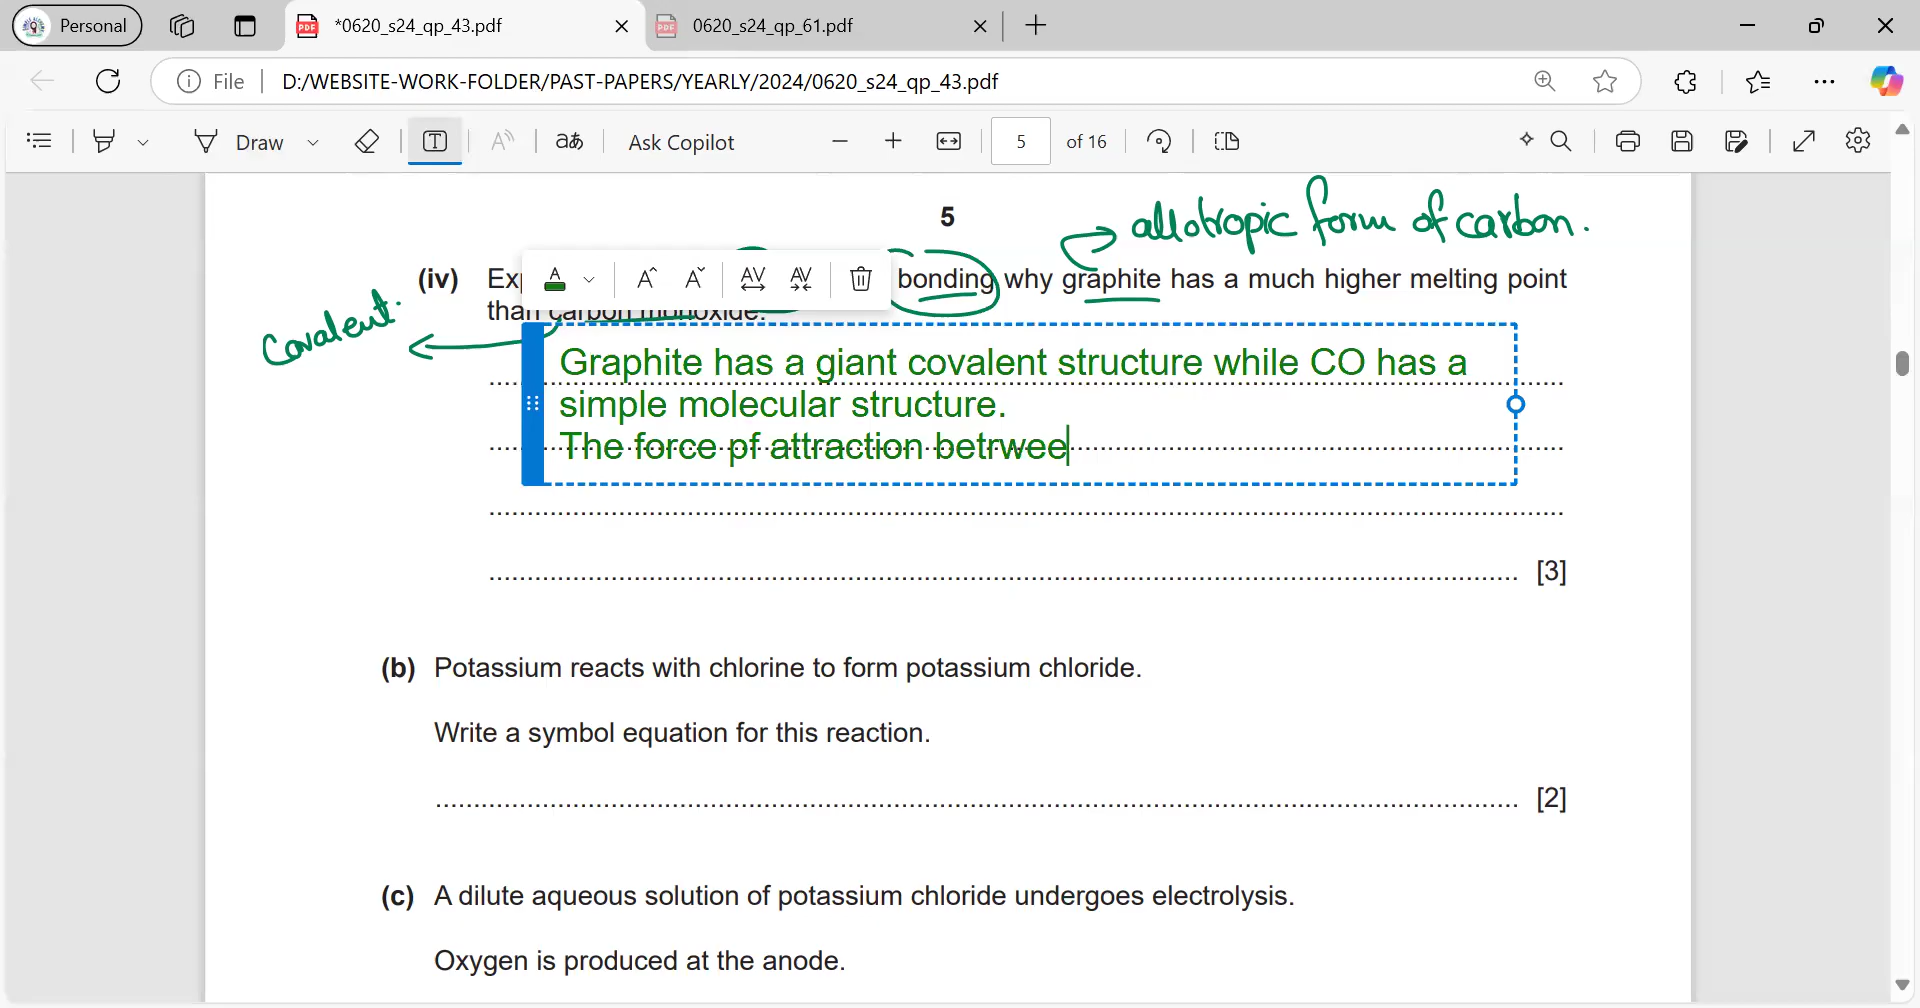 Personal
*0620_s24_qp_43.pdf
0620_s24_qp_61.pdf
File
D:/WEBSITE-WORK-FOLDER/PAST-PAPERS/YEARLY/2024/0620_s24_qp_43.pdf
Draw
aあ
Ask Copilot
5
of 16
5
allotropic form of carbon.
(iv) Exp bonding why graphite has a much higher melting point
than carbon monoxide.
Covalent.
Graphite has a giant covalent structure while CO has a
simple molecular structure.
The force pf attraction betrwee
[3]
(b) Potassium reacts with chlorine to form potassium chloride.
Write a symbol equation for this reaction.
[2]
(c) A dilute aqueous solution of potassium chloride undergoes electrolysis.
Oxygen is produced at the anode.